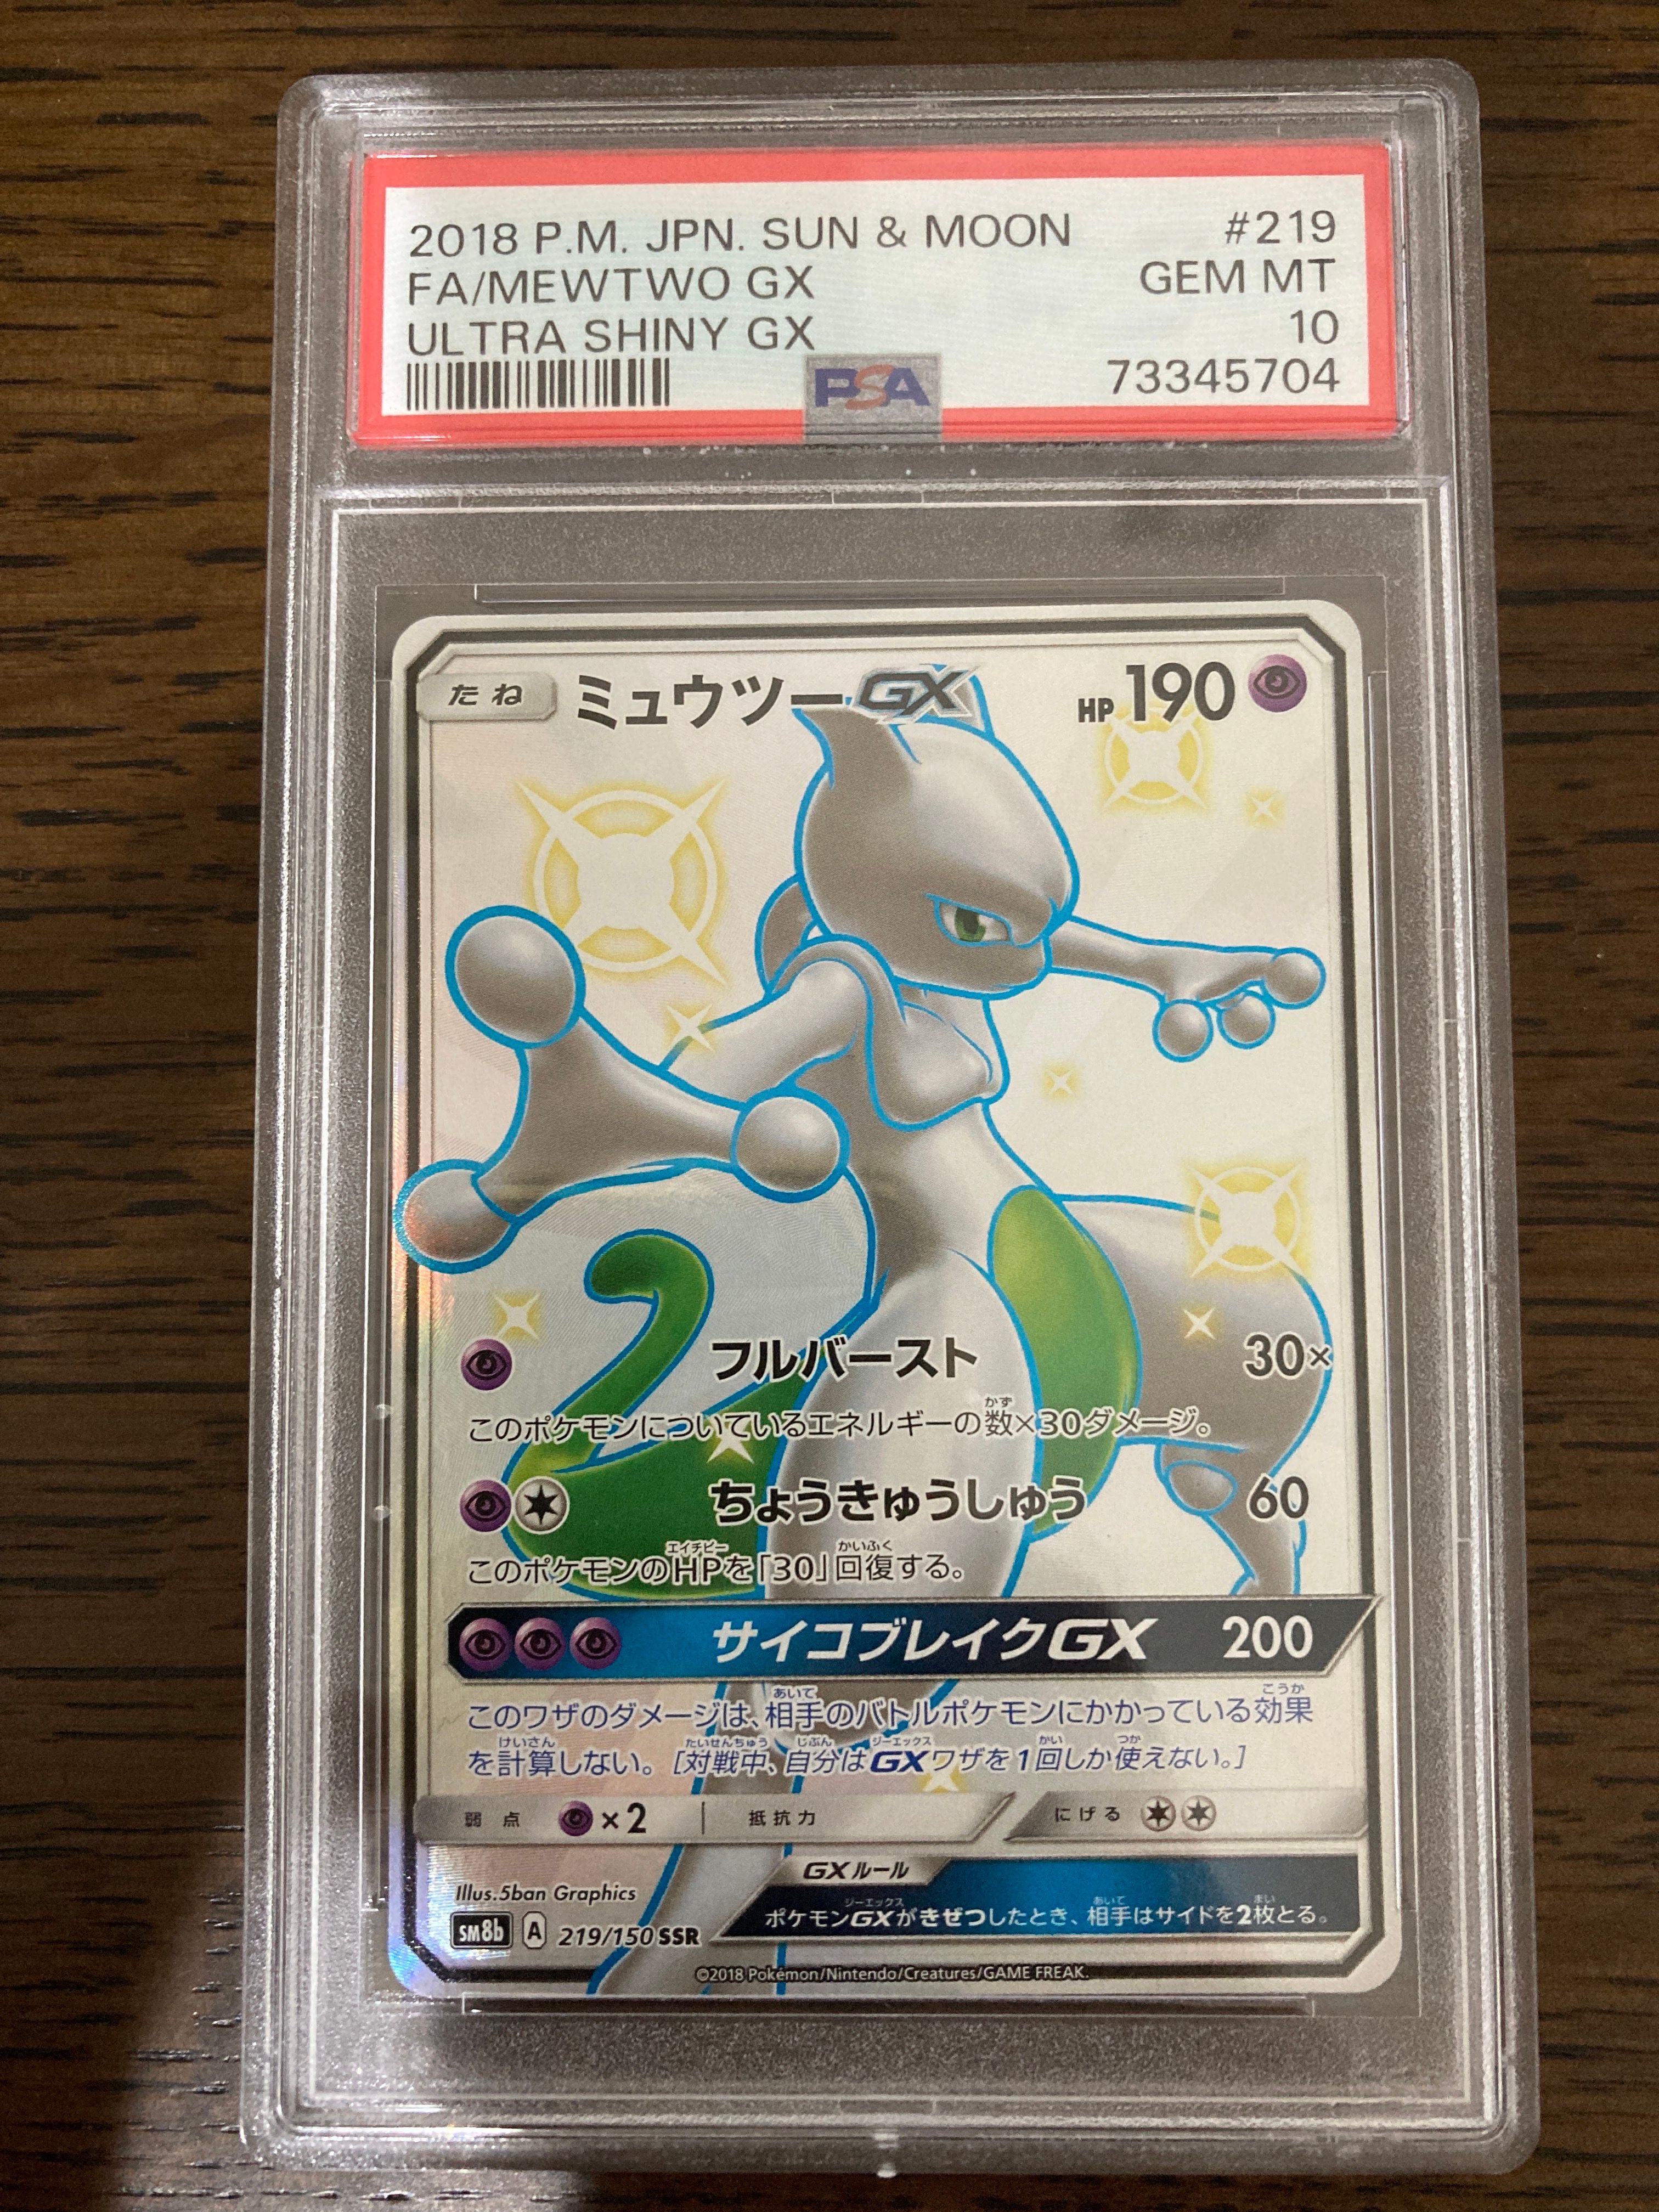 2018 P.M. JPN. SUN & MOON #219
FA/MEWTWO GX GEM MT
ULTRA SHINY GX 10
PSA 73345704
たね ミュウツーGX HP 190
フルバースト 30×
このポケモンについているエネルギーの数×30ダメージ。
ちょうきゅうしゅう 60
このポケモンのHPを「30」回復する。
サイコブレイクGX 200
このワザのダメージは、相手のバトルポケモンにかかっている効果
を計算しない。［対戦中、自分はGXワザを1回しか使えない。］
弱点 ×2 抵抗力 にげる
GXルール
ポケモンGXがきぜつしたとき、相手はサイドを2枚とる。
Illus.5ban Graphics
SM8b A 219/150 SSR
©2018 Pokémon/Nintendo/Creatures/GAME FREAK.